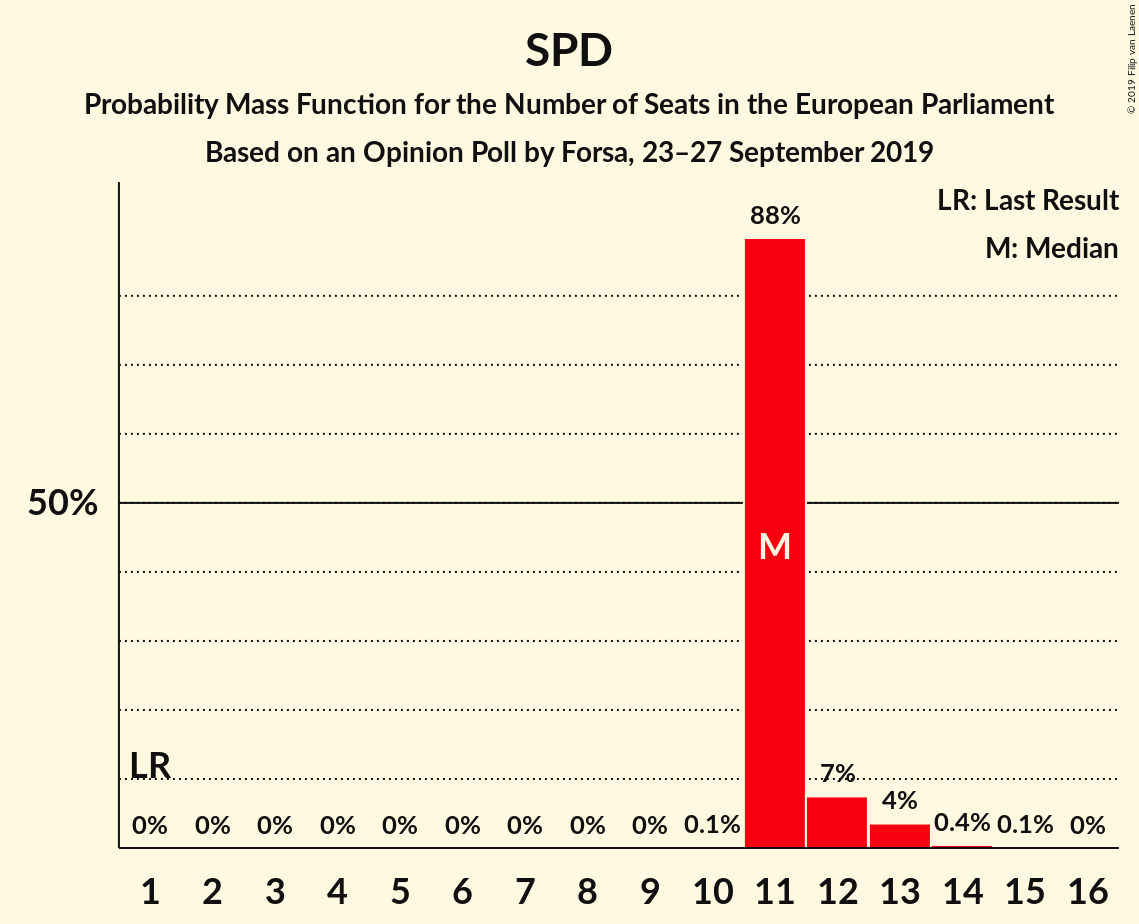 SPD
Probability Mass Function for the Number of Seats in the European Parliament
Based on an Opinion Poll by Forsa, 23–27 September 2019
© 2019 Filip van Laenen
LR: Last Result
M: Median
88%
50%
M
LR
0% 0% 0% 0% 0% 0% 0% 0% 0% 0.1% 7% 4% 0.4% 0.1% 0%
1 2 3 4 5 6 7 8 9 10 11 12 13 14 15 16